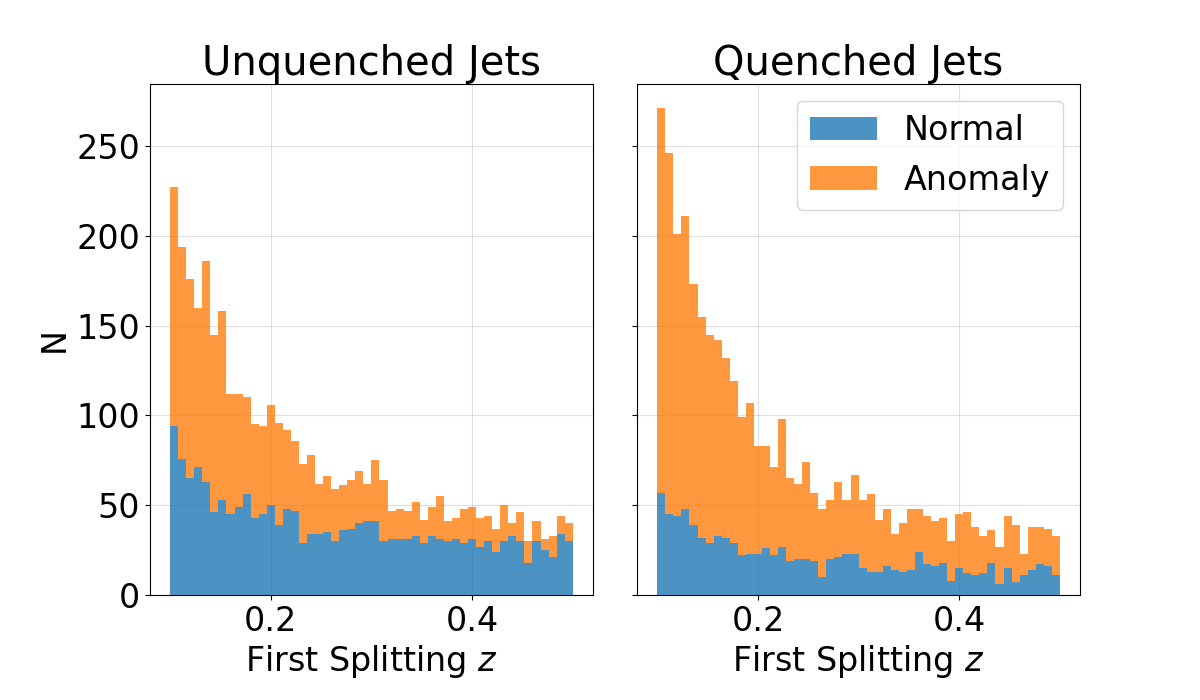 Unquenched Jets
Quenched Jets
Normal
Anomaly
N
250
200
150
100
50
0
0.2
0.4
0.2
0.4
First Splitting z
First Splitting z